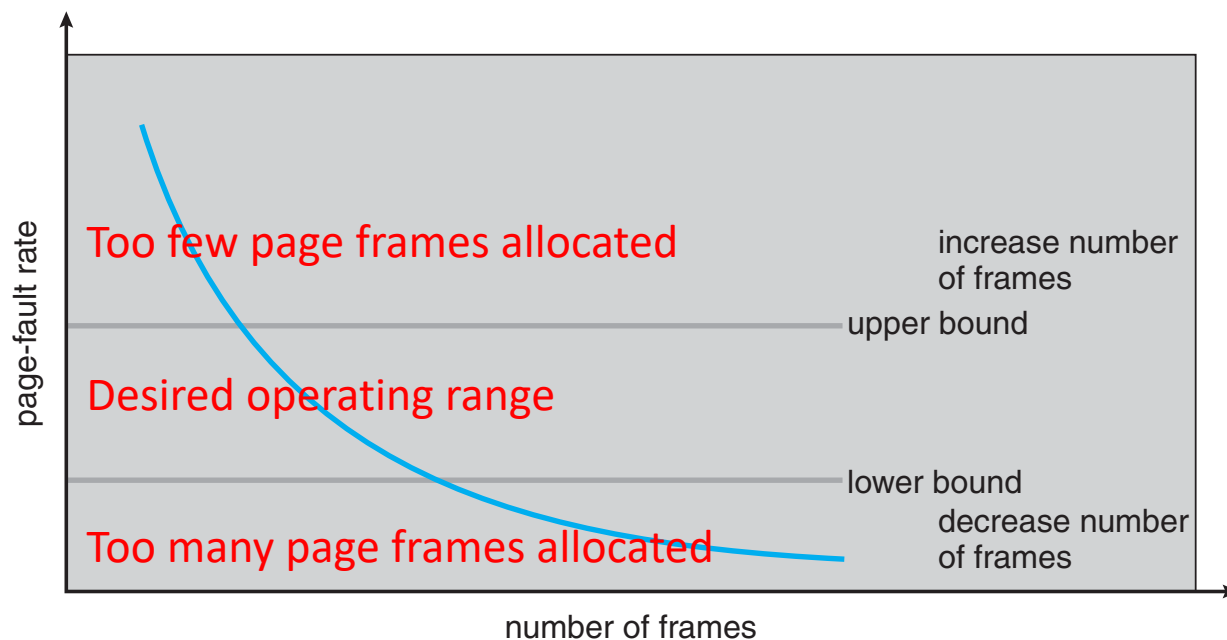 page-fault rate
Too few page frames allocated
increase number
of frames
upper bound
Desired operating range
lower bound
decrease number
of frames
Too many page frames allocated
number of frames